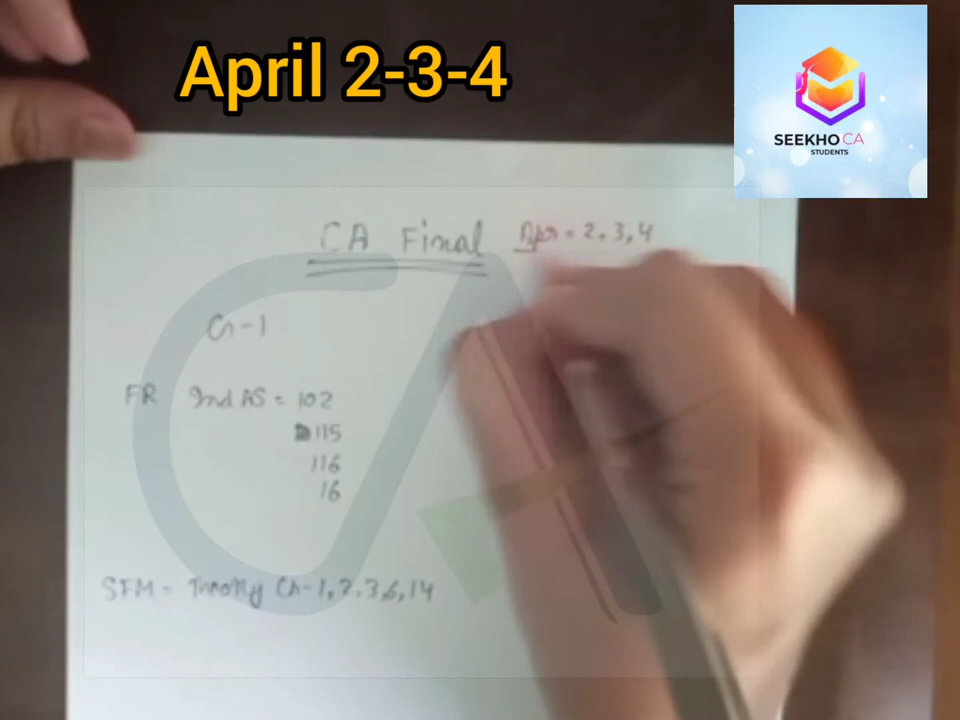 April 2-3-4
SEEKHO CA
STUDENTS
CA Final Apr = 2, 3, 4
Ch-1
FR Ind AS = 102
115
116
16
SFM = Theory Ch-1, 2, 3, 6, 14